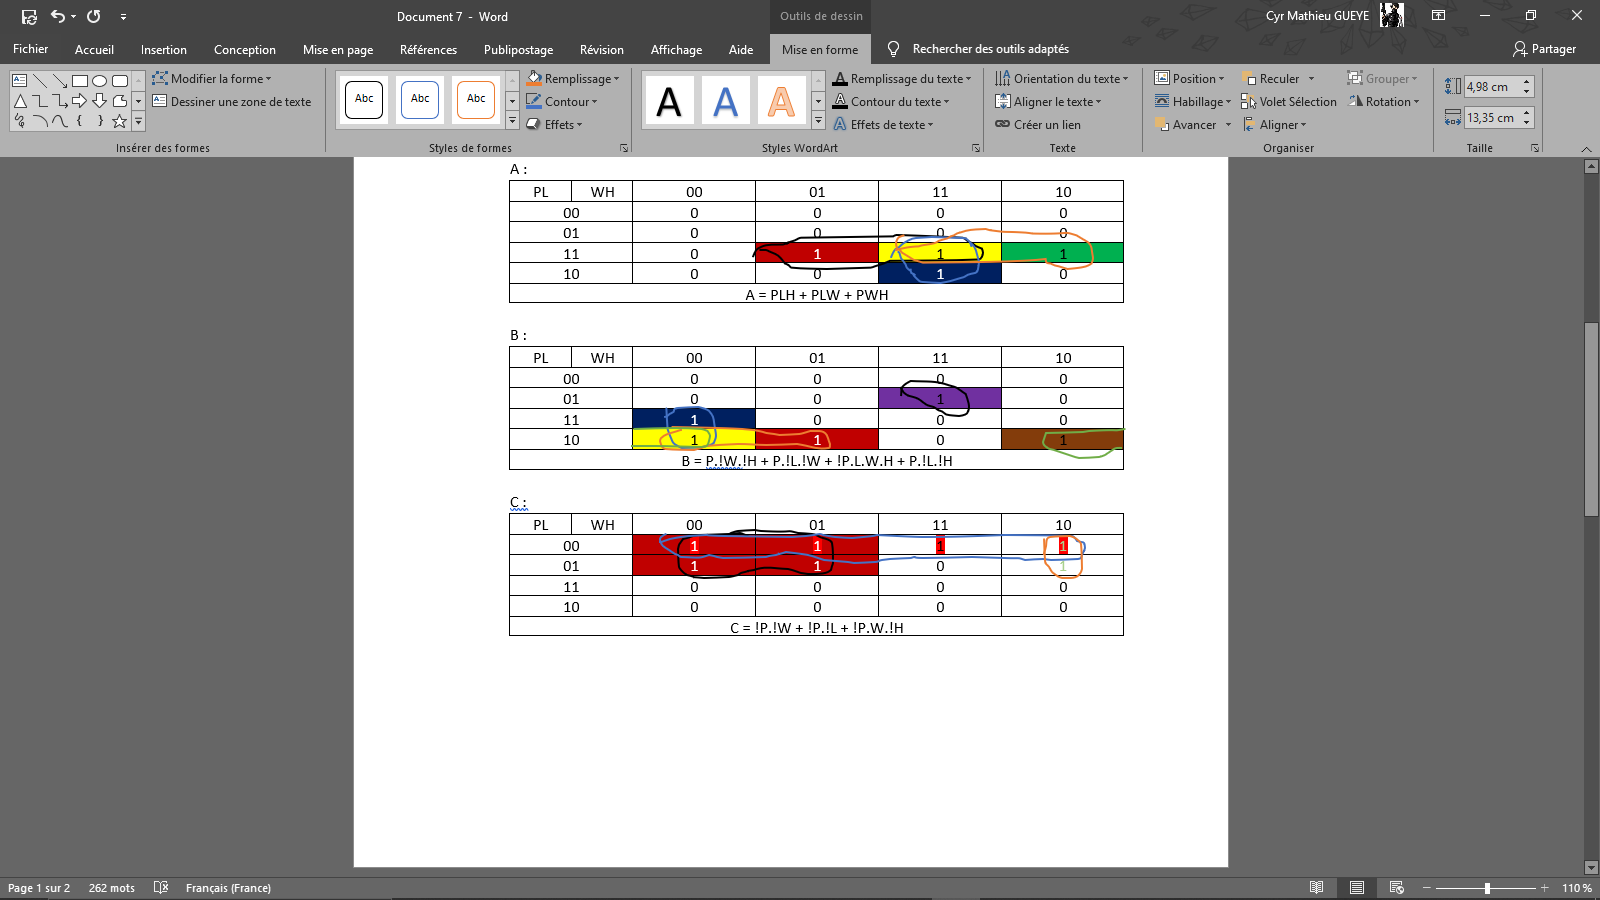 Document 7 - Word
Outils de dessin
Cyr Mathieu GUEYE
Fichier Accueil Insertion Conception Mise en page Références Publipostage Révision Affichage Aide Mise en forme Rechercher des outils adaptés Partager
Modifier la forme
Dessiner une zone de texte
Insérer des formes
Abc Abc Abc
Remplissage
Contour
Effets
Styles de formes
A A A
Remplissage du texte
Contour du texte
Effets de texte
Styles WordArt
Orientation du texte
Aligner le texte
Créer un lien
Texte
Position
Habillage
Avancer
Reculer
Volet Sélection
Aligner
Grouper
Rotation
Organiser
4,98 cm
13,35 cm
Taille
A :
PL WH 00 01 11 10
00 0 0 0 0
01 0 0 0 0
11 0 1 1 1
10 0 0 1 0
A = PLH + PLW + PWH
B :
PL WH 00 01 11 10
00 0 0 0 0
01 0 0 1 0
11 1 0 0 0
10 1 1 0 1
B = P.!W.!H + P.!L.!W + !P.L.W.H + P.!L.!H
C :
PL WH 00 01 11 10
00 1 1 1 1
01 1 1 0 1
11 0 0 0 0
10 0 0 0 0
C = !P.!W + !P.!L + !P.W.!H
Page 1 sur 2 262 mots Français (France) 110 %